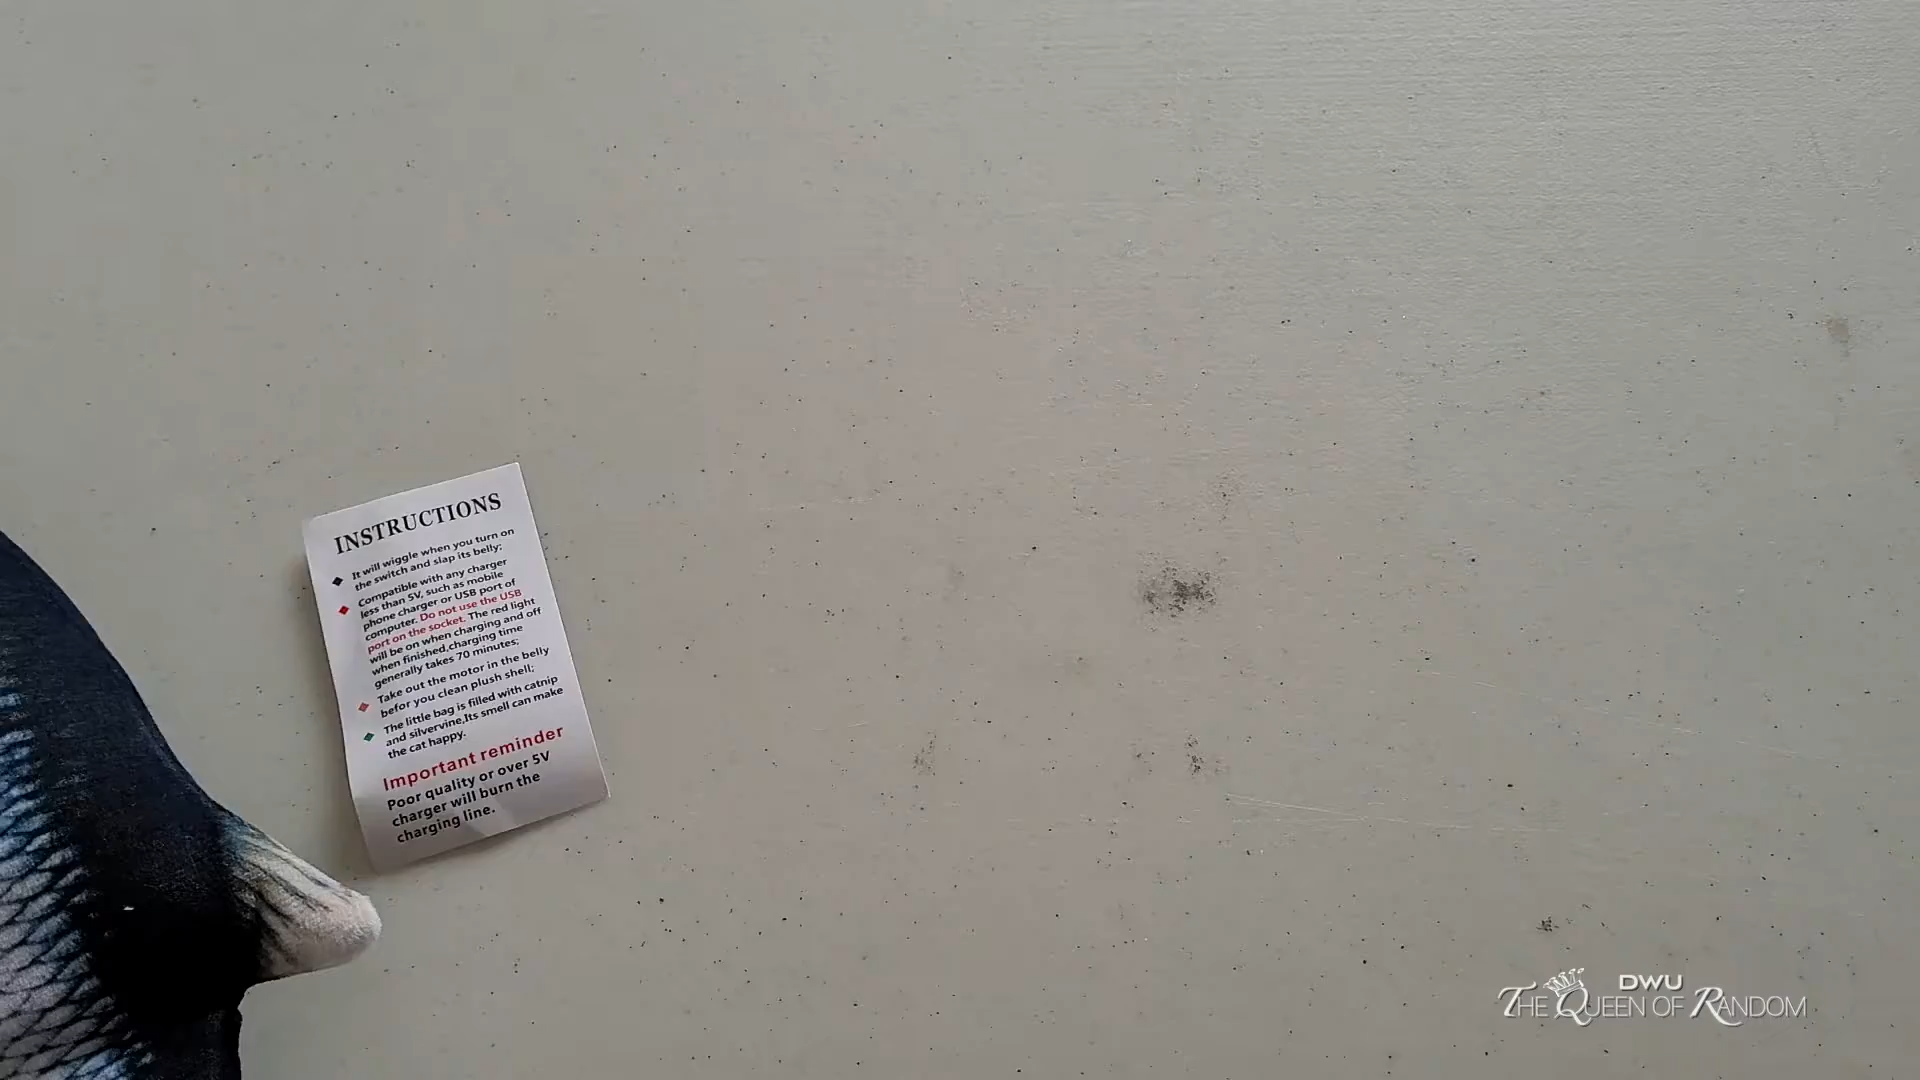 INSTRUCTIONS
It will wiggle when you turn on
the switch and slap its belly;
Compatible with any charger
less than 5V, such as mobile
phone charger or USB port of
computer. Do not use the USB
port on the socket. The red light
will be on when charging and off
when finished,charging time
generally takes 70 minutes;
Take out the motor in the belly
befor you clean plush shell;
The little bag is filled with catnip
and silvervine,Its smell can make
the cat happy.
Important reminder
Poor quality or over 5V
charger will burn the
charging line.
DWU
THE QUEEN OF RANDOM